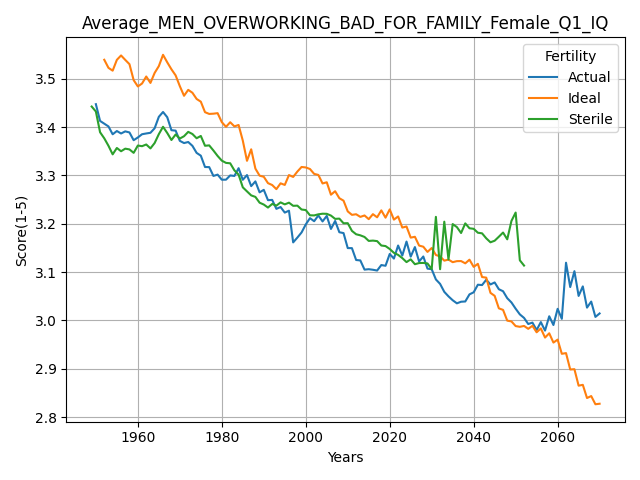 Average_MEN_OVERWORKING_BAD_FOR_FAMILY_Female_Q1_IQ
Fertility
Actual
Ideal
Sterile
Score(1-5)
3.5
3.4
3.3
3.2
3.1
3.0
2.9
2.8
1960 1980 2000 2020 2040 2060
Years